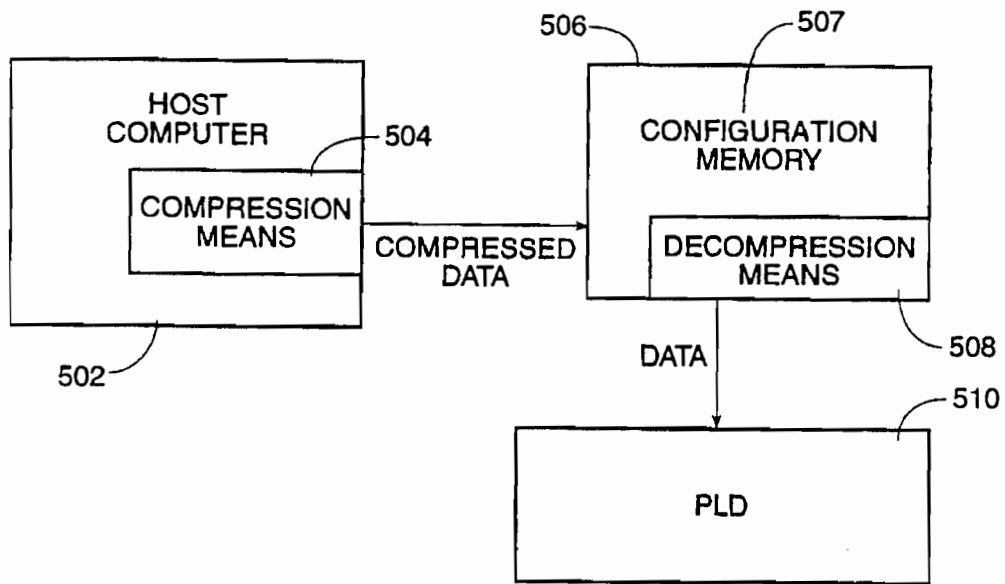 506
507
HOST
COMPUTER
504
COMPRESSION
MEANS
COMPRESSED
DATA
CONFIGURATION
MEMORY
DECOMPRESSION
MEANS
502
DATA
508
510
PLD